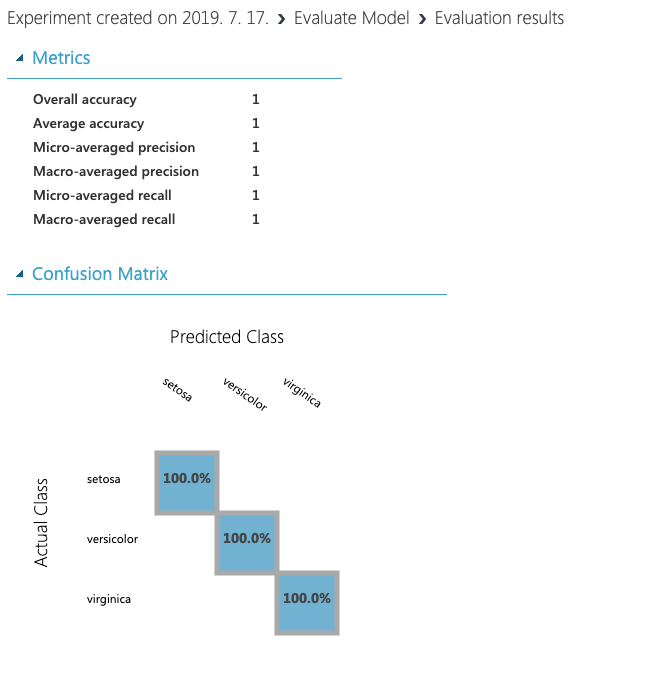 Experiment created on 2019. 7. 17. ❯ Evaluate Model ❯ Evaluation results
Metrics
Overall accuracy 1
Average accuracy 1
Micro-averaged precision 1
Macro-averaged precision 1
Micro-averaged recall 1
Macro-averaged recall 1
Confusion Matrix
Predicted Class
setosa versicolor virginica
Actual Class
setosa 100.0%
versicolor 100.0%
virginica 100.0%